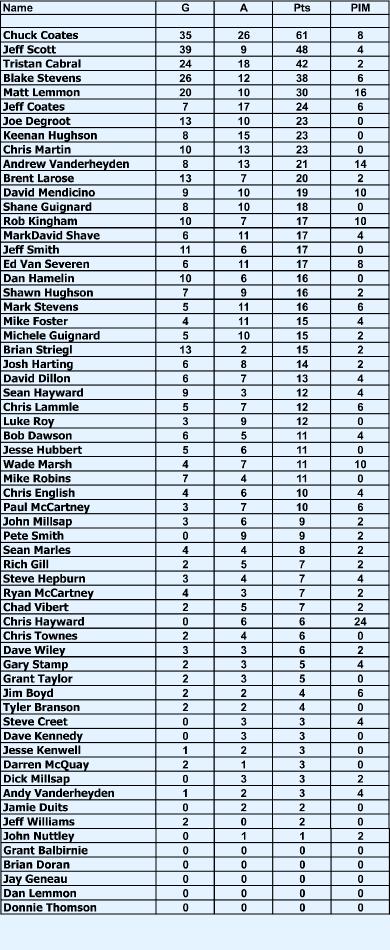 Name G A Pts PIM
Chuck Coates 35 26 61 8
Jeff Scott 39 9 48 4
Tristan Cabral 24 18 42 2
Blake Stevens 26 12 38 6
Matt Lemmon 20 10 30 16
Jeff Coates 7 17 24 6
Joe Degroot 13 10 23 0
Keenan Hughson 8 15 23 0
Chris Martin 10 13 23 0
Andrew Vanderheyden 8 13 21 14
Brent Larose 13 7 20 2
David Mendicino 9 10 19 10
Shane Guignard 8 10 18 0
Rob Kingham 10 7 17 10
MarkDavid Shave 6 11 17 4
Jeff Smith 11 6 17 0
Ed Van Severen 6 11 17 8
Dan Hamelin 10 6 16 0
Shawn Hughson 7 9 16 2
Mark Stevens 5 11 16 6
Mike Foster 4 11 15 4
Michele Guignard 5 10 15 2
Brian Striegl 13 2 15 2
Josh Harting 6 8 14 2
David Dillon 6 7 13 4
Sean Hayward 9 3 12 4
Chris Lammle 5 7 12 6
Luke Roy 3 9 12 0
Bob Dawson 6 5 11 4
Jesse Hubbert 5 6 11 0
Wade Marsh 4 7 11 10
Mike Robins 7 4 11 0
Chris English 4 6 10 4
Paul McCartney 3 7 10 6
John Millsap 3 6 9 2
Pete Smith 0 9 9 2
Sean Marles 4 4 8 2
Rich Gill 2 5 7 2
Steve Hepburn 3 4 7 4
Ryan McCartney 4 3 7 2
Chad Vibert 2 5 7 2
Chris Hayward 0 6 6 24
Chris Townes 2 4 6 0
Dave Wiley 3 3 6 2
Gary Stamp 2 3 5 4
Grant Taylor 2 3 5 0
Jim Boyd 2 2 4 6
Tyler Branson 2 2 4 0
Steve Creet 0 3 3 4
Dave Kennedy 0 3 3 0
Jesse Kenwell 1 2 3 0
Darren McQuay 2 1 3 0
Dick Millsap 0 3 3 2
Andy Vanderheyden 1 2 3 4
Jamie Duits 0 2 2 0
Jeff Williams 2 0 2 0
John Nuttley 0 1 1 2
Grant Balbirnie 0 0 0 0
Brian Doran 0 0 0 0
Jay Geneau 0 0 0 0
Dan Lemmon 0 0 0 0
Donnie Thomson 0 0 0 0